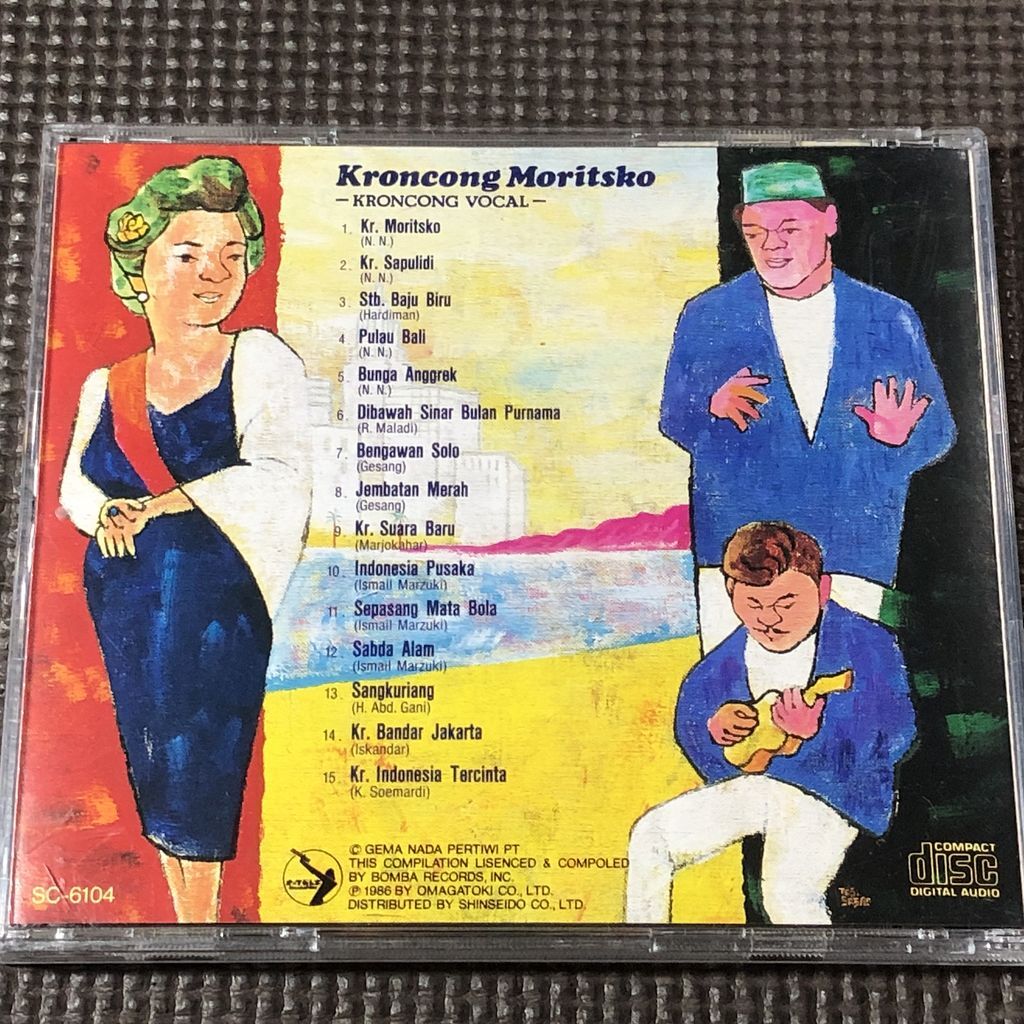 Kroncong Moritsko
—KRONCONG VOCAL—
1. Kr. Moritsko
(N. N.)
2. Kr. Sapulidi
(N. N.)
3. Stb. Baju Biru
(Hardiman)
4. Pulau Bali
(N. N.)
5. Bunga Anggrek
(N. N.)
6. Dibawah Sinar Bulan Purnama
(R. Maladi)
7. Bengawan Solo
(Gesang)
8. Jembatan Merah
(Gesang)
9. Kr. Suara Baru
(Marjokahar)
10. Indonesia Pusaka
(Ismail Marzuki)
11. Sepasang Mata Bola
(Ismail Marzuki)
12. Sabda Alam
(Ismail Marzuki)
13. Sangkuriang
(H. Abd. Gani)
14. Kr. Bandar Jakarta
(Iskandar)
15. Kr. Indonesia Tercinta
(K. Soemardi)
© GEMA NADA PERTIWI PT
THIS COMPILATION LISENCED & COMPOLED
BY BOMBA RECORDS, INC.
℗ 1986 BY OMAGATOKI CO., LTD.
DISTRIBUTED BY SHINSEIDO CO., LTD.
SC-6104
COMPACT
disc
DIGITAL AUDIO